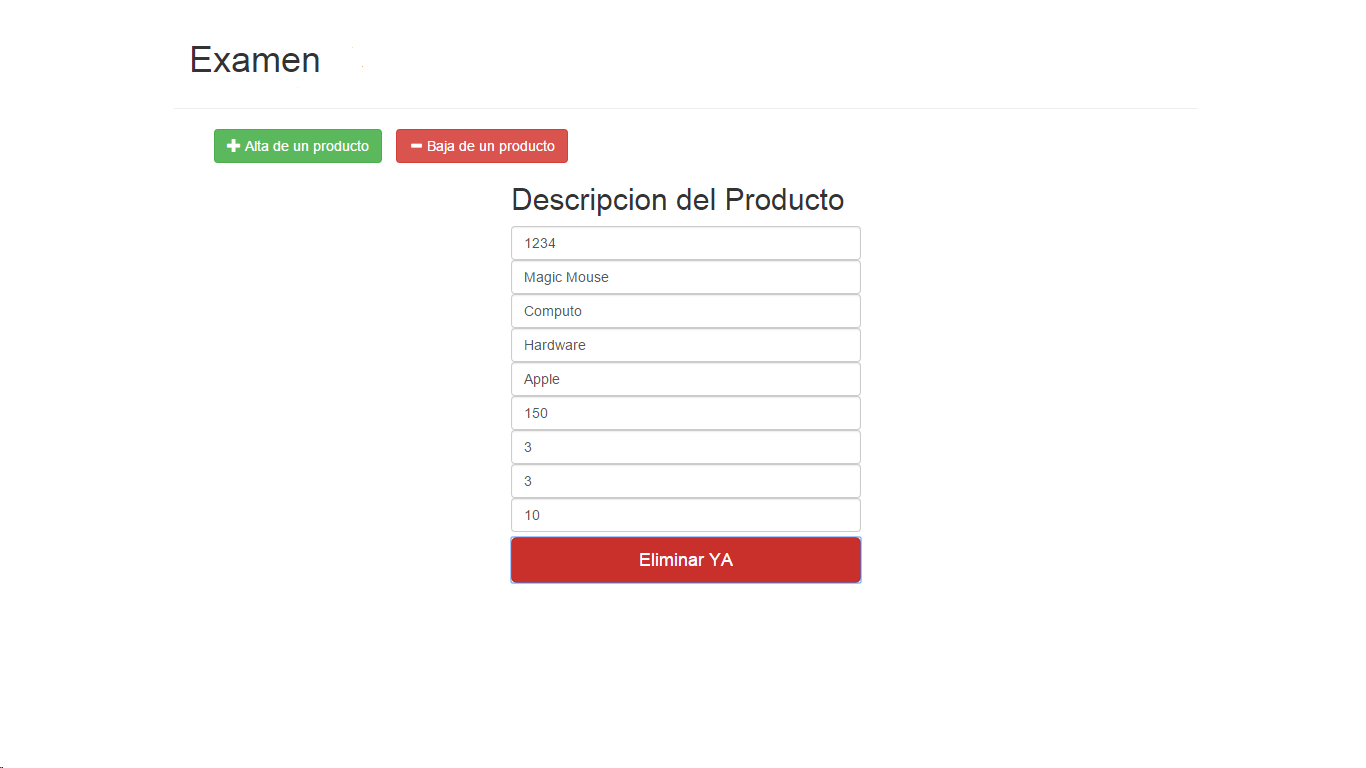 Examen
Alta de un producto Baja de un producto
Descripcion del Producto
1234
Magic Mouse
Computo
Hardware
Apple
150
3
3
10
Eliminar YA